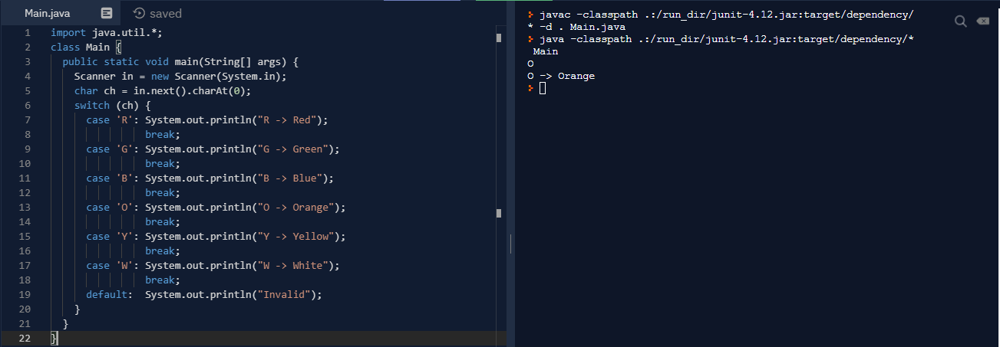 Main.java
saved
1 import java.util.*;
2 class Main {
3 public static void main(String[] args) {
4 Scanner in = new Scanner(System.in);
5 char ch = in.next().charAt(0);
6 switch (ch) {
7 case 'R': System.out.println("R -> Red");
8 break;
9 case 'G': System.out.println("G -> Green");
10 break;
11 case 'B': System.out.println("B -> Blue");
12 break;
13 case 'O': System.out.println("O -> Orange");
14 break;
15 case 'Y': System.out.println("Y -> Yellow");
16 break;
17 case 'W': System.out.println("W -> White");
18 break;
19 default: System.out.println("Invalid");
20 }
21 }
22 }
javac -classpath .:/run_dir/junit-4.12.jar:target/dependency/
* -d . Main.java
java -classpath .:/run_dir/junit-4.12.jar:target/dependency/*
Main
O
O -> Orange